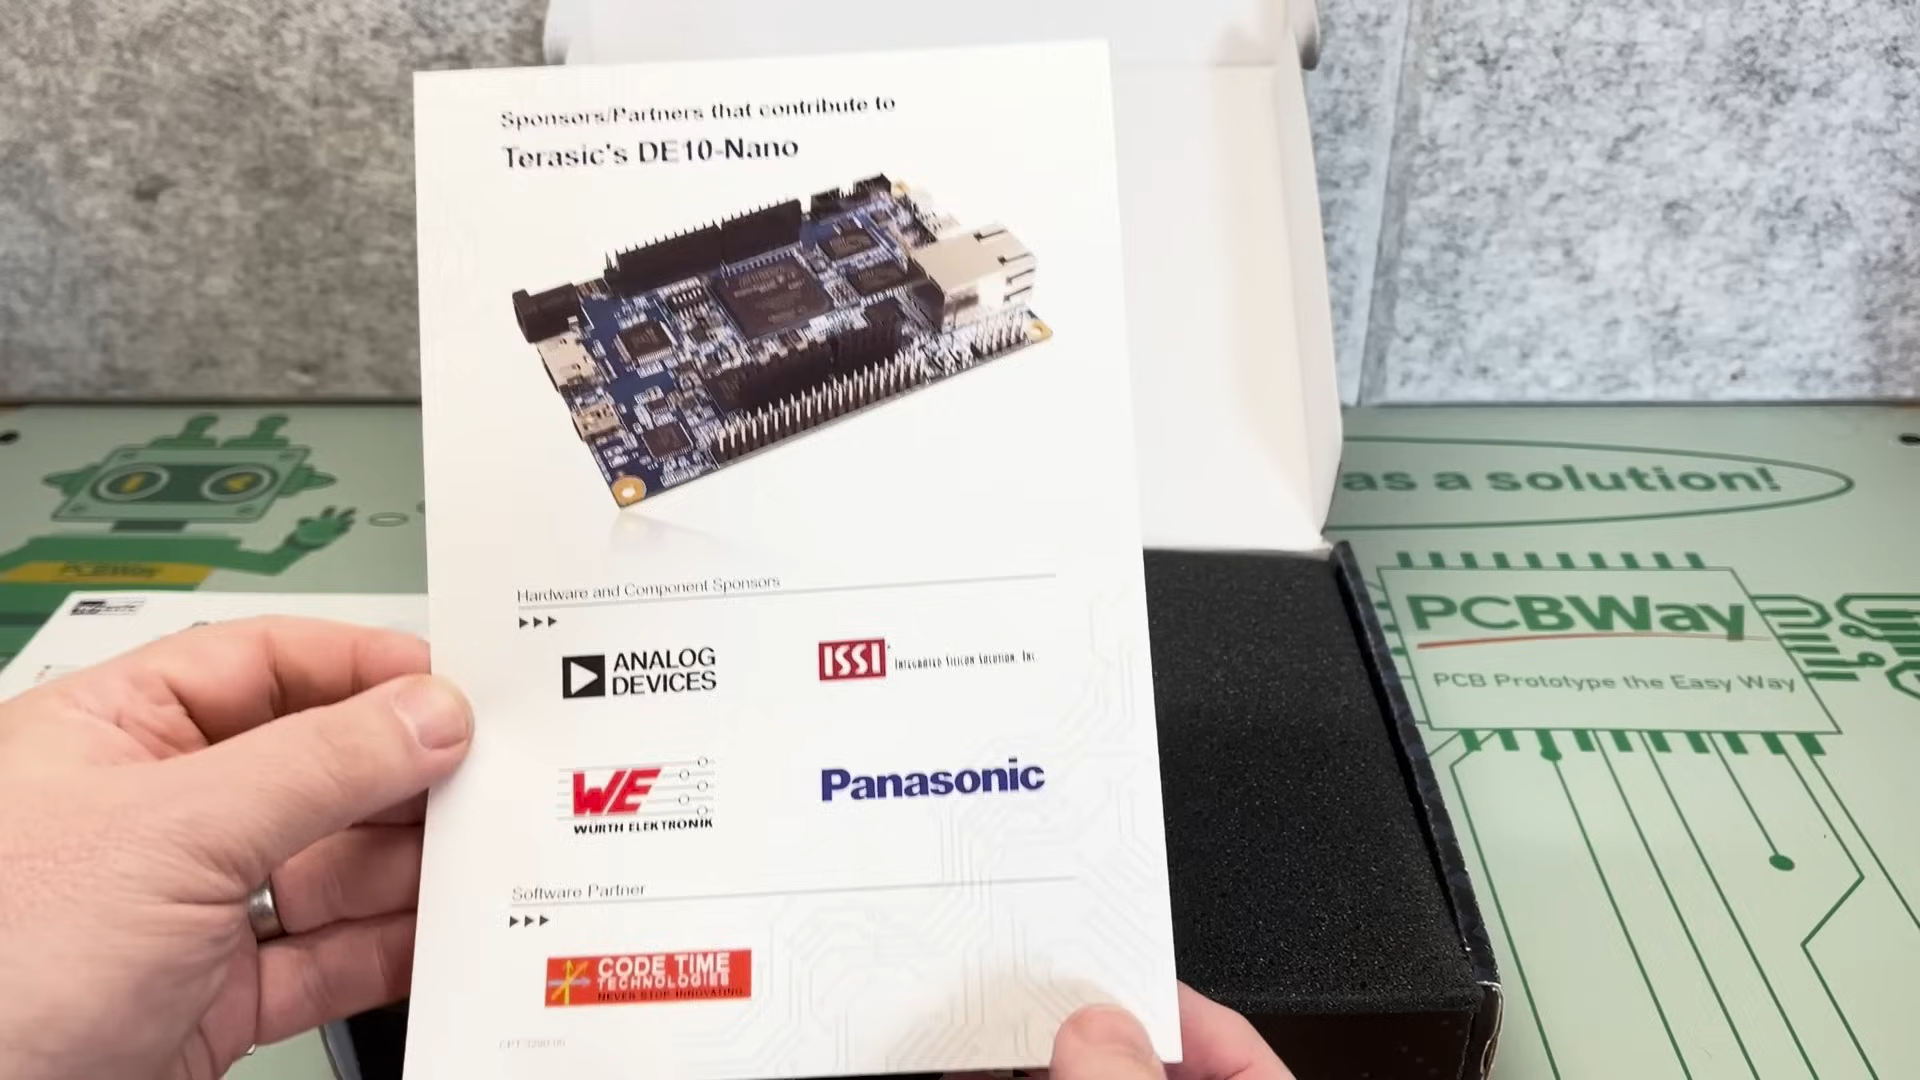 Sponsors/Partners that contribute to
Terasic's DE10-Nano
Hardware and Component Sponsors
ANALOG
DEVICES
ISSI
INTEGRATED SILICON SOLUTION, INC
WE
WÜRTH ELEKTRONIK
Panasonic
Software Partner
CODE TIME
TECHNOLOGIES
NEVER STOP INNOVATING
as a solution!
PCBWay
PCB Prototype the Easy Way
PCBWay